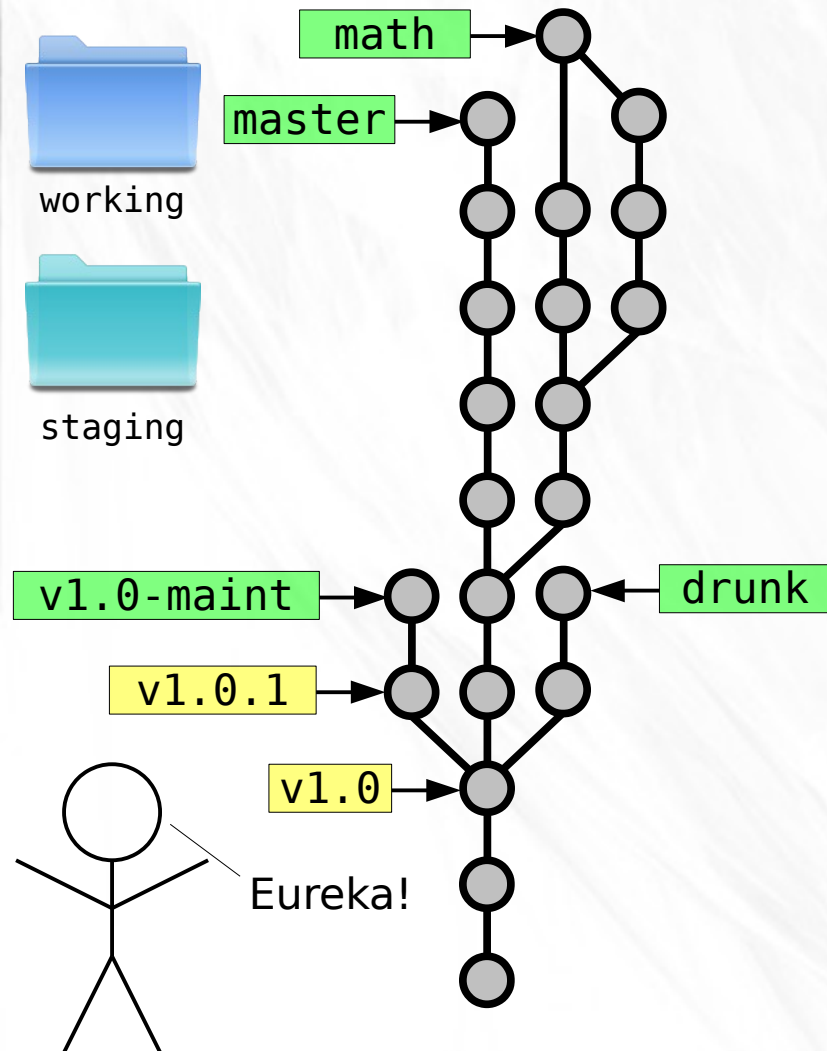 math
master
working
staging
v1.0-maint
drunk
v1.0.1
v1.0
Eureka!